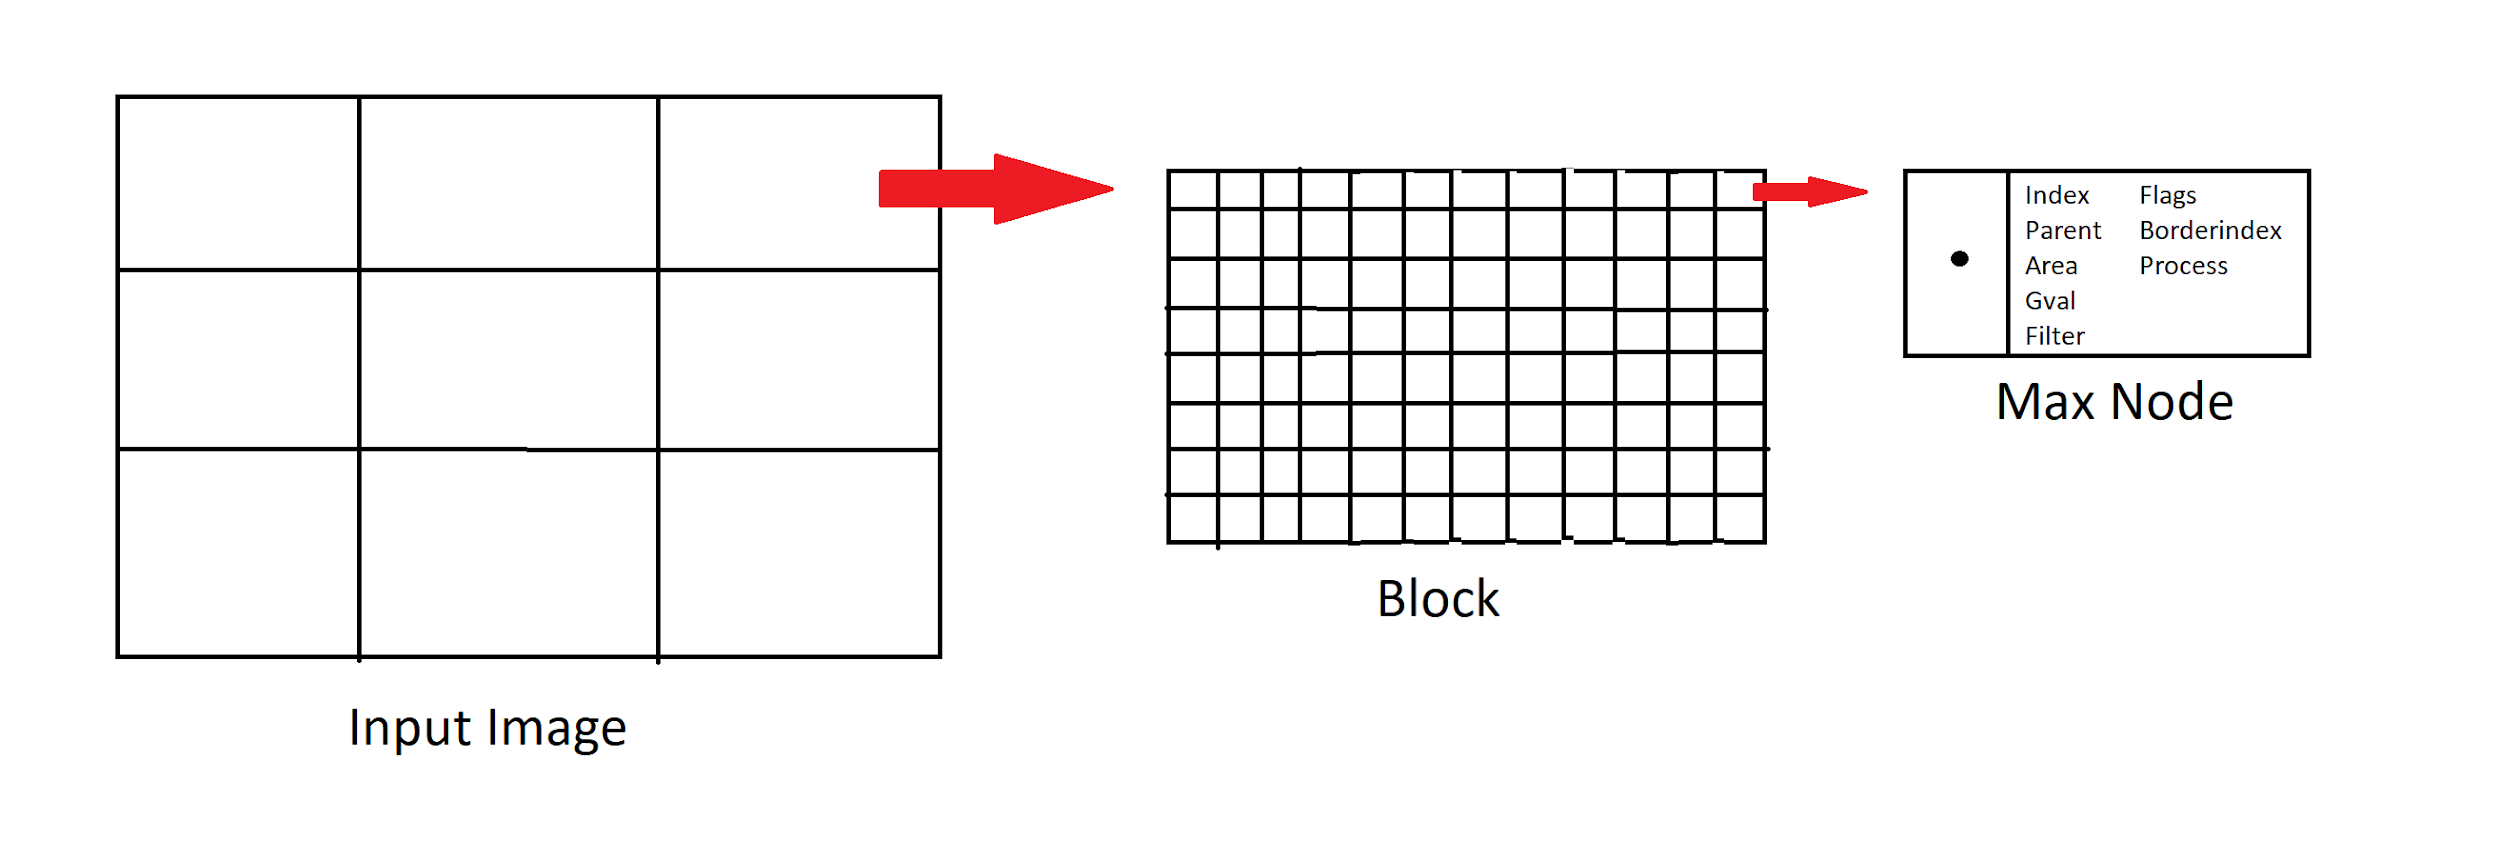 Index
Parent
Area
Gval
Filter
Flags
Borderindex
Process
Max Node
Block
Input Image